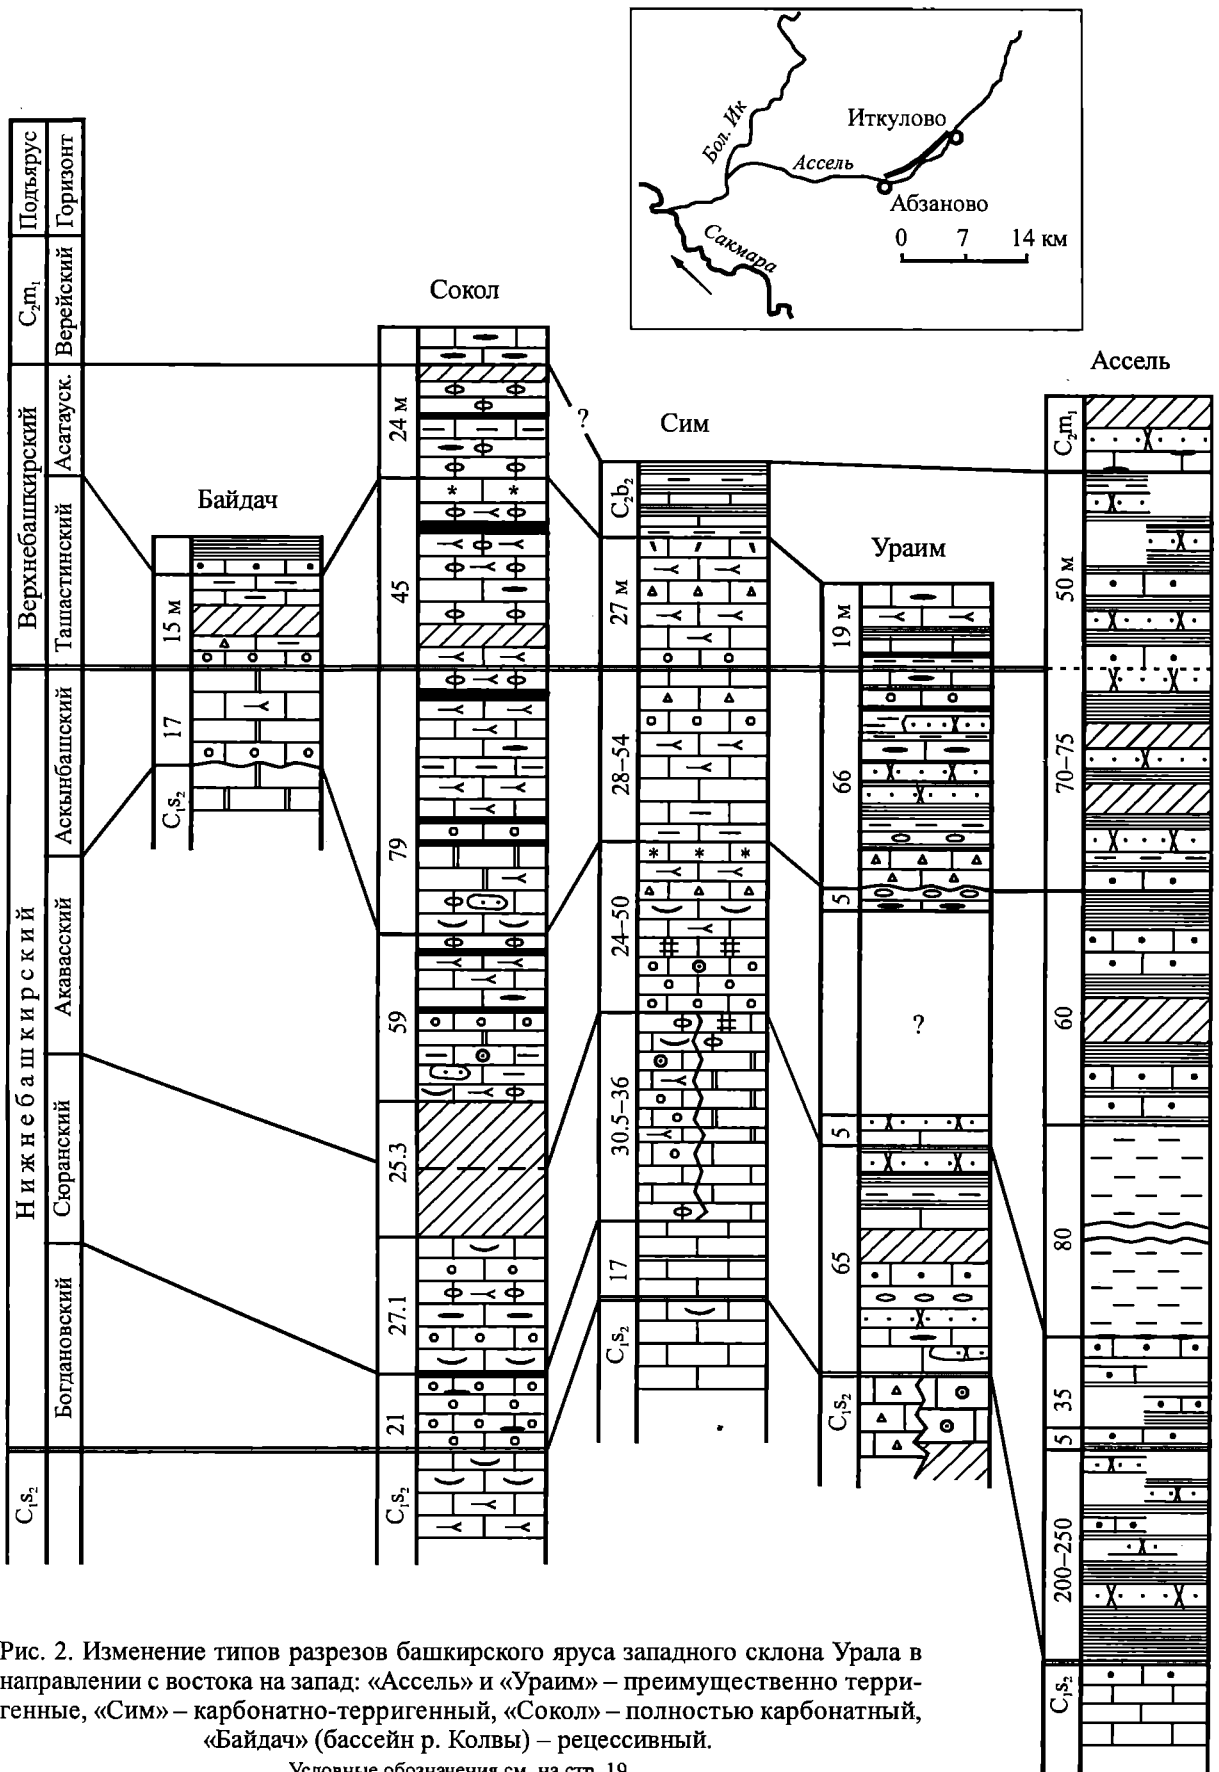 Бол. Ик
Иткулово
Ассель
Абзаново
Сакмара
0 7 14 км
Подъярус
Горизонт
C₂m₁
Верейский
Верхнебашкирский
Асатауск.
Ташастинский
Нижнебашкирский
Аскынбашский
Акавасский
Сюранский
Богдановский
C₁s₂
Байдач
15 м
17
C₁s₂
Сокол
24 м
45
79
59
25.3
27.1
21
C₁s₂
?
Сим
C₂b₂
27 м
28–54
24–50
30.5–36
17
C₁s₂
Ураим
19 м
66
5
?
5
65
C₁s₂
Ассель
C₂m₁
50 м
70–75
60
80
35
5
200–250
C₁s₂
Рис. 2. Изменение типов разрезов башкирского яруса западного склона Урала в
направлении с востока на запад: «Ассель» и «Ураим» – преимущественно терри-
генные, «Сим» – карбонатно-терригенный, «Сокол» – полностью карбонатный,
«Байдач» (бассейн р. Колвы) – рецессивный.
Условные обозначения см. на стр. 19